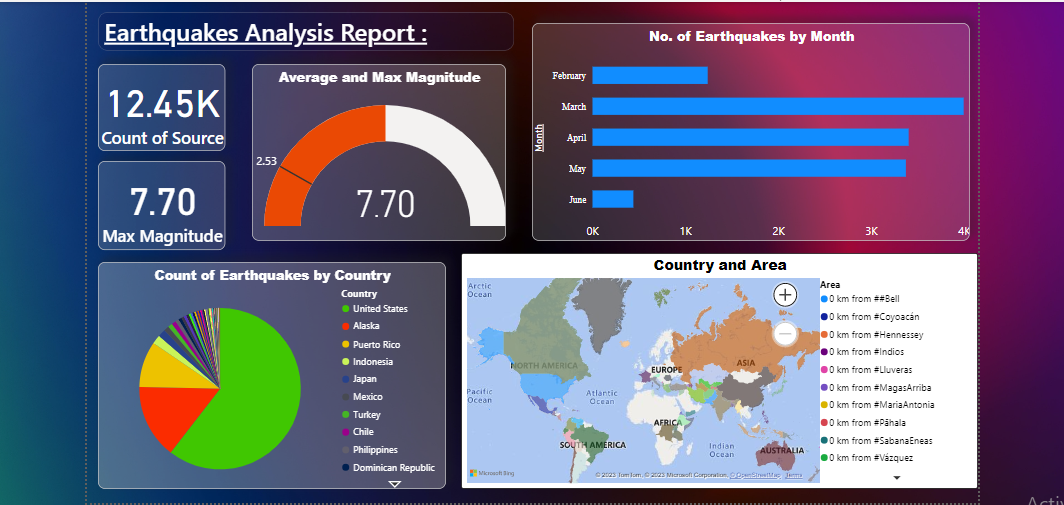 Earthquakes Analysis Report :
12.45K
Count of Source
7.70
Max Magnitude
Average and Max Magnitude
2.53
7.70
No. of Earthquakes by Month
Month
February
March
April
May
June
0K
1K
2K
3K
4K
Count of Earthquakes by Country
Country
United States
Alaska
Puerto Rico
Indonesia
Japan
Mexico
Turkey
Chile
Philippines
Dominican Republic
Country and Area
Arctic
Ocean
NORTH AMERICA
EUROPE
ASIA
Pacific
Ocean
Atlantic
Ocean
AFRICA
SOUTH AMERICA
Indian
Ocean
AUSTRALIA
Microsoft Bing
© 2023 TomTom, © 2023 Microsoft Corporation, © OpenStreetMap Terms
Area
0 km from ##Bell
0 km from #Coyoacán
0 km from #Hennessey
0 km from #Indios
0 km from #Lluveras
0 km from #MagasArriba
0 km from #MariaAntonia
0 km from #Pāhala
0 km from #SabanaEneas
0 km from #Vázquez